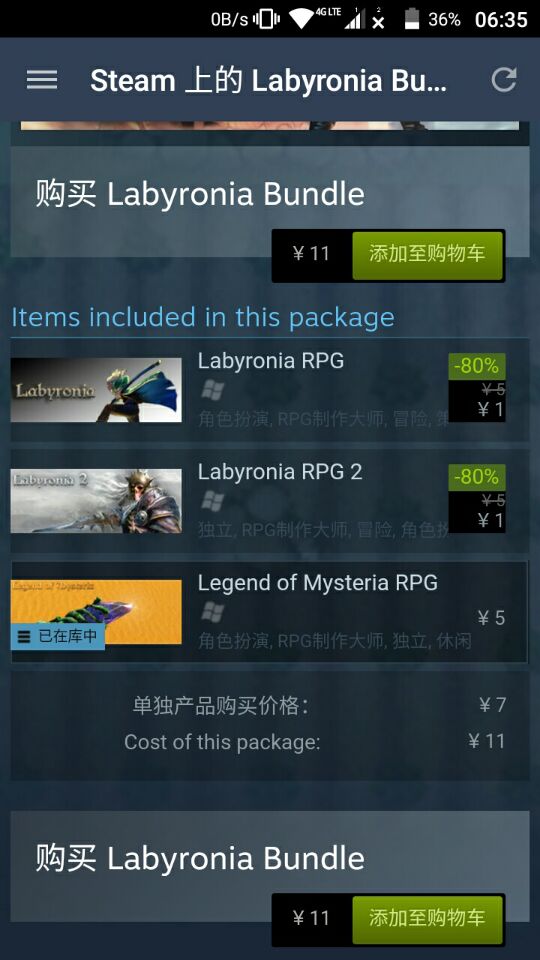 0B/s 4G LTE 1 2 36% 06:35
Steam 上的 Labyronia Bu...
购买 Labyronia Bundle
¥ 11 添加至购物车
Items included in this package
Labyronia
Labyronia RPG
-80%
¥ 5
¥ 1
角色扮演, RPG制作大师, 冒险, 策
Labyronia 2
Labyronia RPG 2
-80%
¥ 5
¥ 1
独立, RPG制作大师, 冒险, 角色扮
Legend of Mysteria
Legend of Mysteria RPG
¥ 5
已在库中
角色扮演, RPG制作大师, 独立, 休闲
单独产品购买价格: ¥ 7
Cost of this package: ¥ 11
购买 Labyronia Bundle
¥ 11 添加至购物车